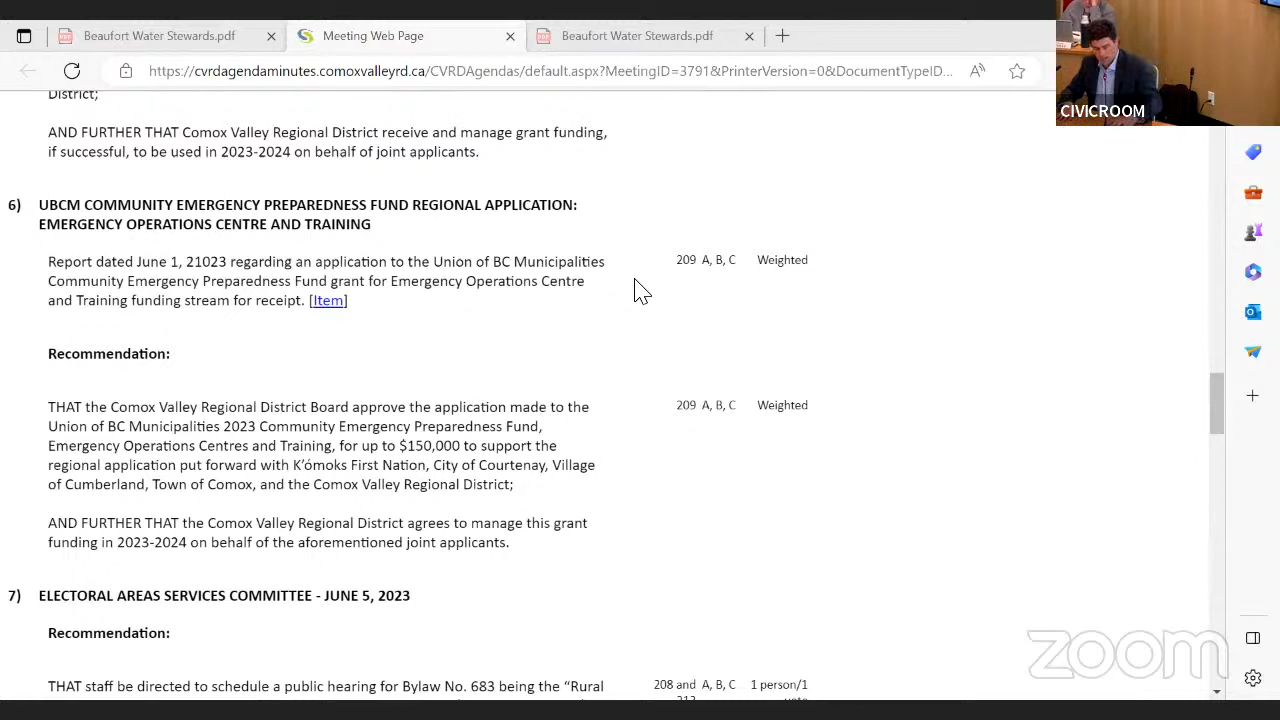 Beaufort Water Stewards.pdf
Meeting Web Page
Beaufort Water Stewards.pdf
https://cvrdagendaminutes.comoxvalleyrd.ca/CVRDAgendas/default.aspx?MeetingID=3791&PrinterVersion=0&DocumentTypeID...
CIVICROOM
District;
AND FURTHER THAT Comox Valley Regional District receive and manage grant funding,
if successful, to be used in 2023-2024 on behalf of joint applicants.
6) UBCM COMMUNITY EMERGENCY PREPAREDNESS FUND REGIONAL APPLICATION:
EMERGENCY OPERATIONS CENTRE AND TRAINING
Report dated June 1, 21023 regarding an application to the Union of BC Municipalities
Community Emergency Preparedness Fund grant for Emergency Operations Centre
and Training funding stream for receipt. [Item]
209 A, B, C Weighted
Recommendation:
THAT the Comox Valley Regional District Board approve the application made to the
Union of BC Municipalities 2023 Community Emergency Preparedness Fund,
Emergency Operations Centres and Training, for up to $150,000 to support the
regional application put forward with K'ómoks First Nation, City of Courtenay, Village
of Cumberland, Town of Comox, and the Comox Valley Regional District;
209 A, B, C Weighted
AND FURTHER THAT the Comox Valley Regional District agrees to manage this grant
funding in 2023-2024 on behalf of the aforementioned joint applicants.
7) ELECTORAL AREAS SERVICES COMMITTEE - JUNE 5, 2023
Recommendation:
THAT staff be directed to schedule a public hearing for Bylaw No. 683 being the “Rural
208 and A, B, C 1 person/1
zoom